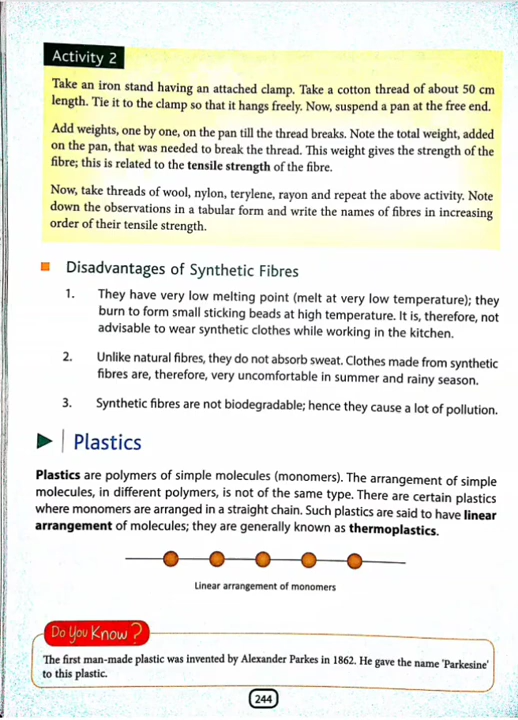 Activity 2
Take an iron stand having an attached clamp. Take a cotton thread of about 50 cm
length. Tie it to the clamp so that it hangs freely. Now, suspend a pan at the free end.
Add weights, one by one, on the pan till the thread breaks. Note the total weight, added
on the pan, that was needed to break the thread. This weight gives the strength of the
fibre; this is related to the tensile strength of the fibre.
Now, take threads of wool, nylon, terylene, rayon and repeat the above activity. Note
down the observations in a tabular form and write the names of fibres in increasing
order of their tensile strength.
Disadvantages of Synthetic Fibres
1. They have very low melting point (melt at very low temperature); they
burn to form small sticking beads at high temperature. It is, therefore, not
advisable to wear synthetic clothes while working in the kitchen.
2. Unlike natural fibres, they do not absorb sweat. Clothes made from synthetic
fibres are, therefore, very uncomfortable in summer and rainy season.
3. Synthetic fibres are not biodegradable; hence they cause a lot of pollution.
Plastics
Plastics are polymers of simple molecules (monomers). The arrangement of simple
molecules, in different polymers, is not of the same type. There are certain plastics
where monomers are arranged in a straight chain. Such plastics are said to have linear
arrangement of molecules; they are generally known as thermoplastics.
Linear arrangement of monomers
Do You Know ?
The first man-made plastic was invented by Alexander Parkes in 1862. He gave the name 'Parkesine'
to this plastic.
244